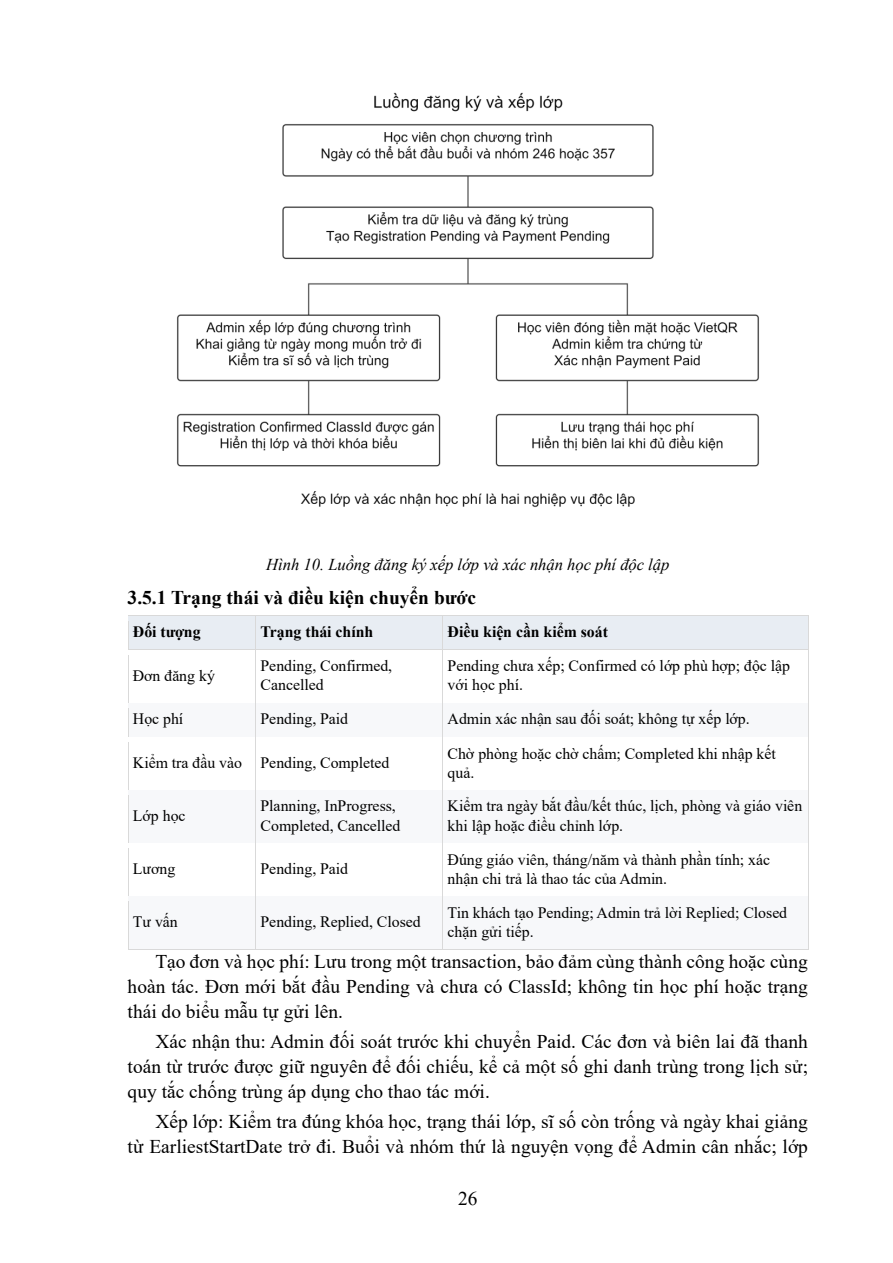 Luồng đăng ký và xếp lớp
Học viên chọn chương trình
Ngày có thể bắt đầu buổi và nhóm 246 hoặc 357
Kiểm tra dữ liệu và đăng ký trùng
Tạo Registration Pending và Payment Pending
Admin xếp lớp đúng chương trình
Khai giảng từ ngày mong muốn trở đi
Kiểm tra sĩ số và lịch trùng
Học viên đóng tiền mặt hoặc VietQR
Admin kiểm tra chứng từ
Xác nhận Payment Paid
Registration Confirmed ClassId được gán
Hiển thị lớp và thời khóa biểu
Lưu trạng thái học phí
Hiển thị biên lai khi đủ điều kiện
Xếp lớp và xác nhận học phí là hai nghiệp vụ độc lập
Hình 10. Luồng đăng ký xếp lớp và xác nhận học phí độc lập
3.5.1 Trạng thái và điều kiện chuyển bước
Đối tượng Trạng thái chính Điều kiện cần kiểm soát
Đơn đăng ký
Pending, Confirmed,
Cancelled
Pending chưa xếp; Confirmed có lớp phù hợp; độc lập
với học phí.
Học phí Pending, Paid Admin xác nhận sau đối soát; không tự xếp lớp.
Kiểm tra đầu vào Pending, Completed
Chờ phòng hoặc chờ chấm; Completed khi nhập kết
quả.
Lớp học
Planning, InProgress,
Completed, Cancelled
Kiểm tra ngày bắt đầu/kết thúc, lịch, phòng và giáo viên
khi lập hoặc điều chỉnh lớp.
Lương Pending, Paid
Đúng giáo viên, tháng/năm và thành phần tính; xác
nhận chi trả là thao tác của Admin.
Tư vấn Pending, Replied, Closed
Tin khách tạo Pending; Admin trả lời Replied; Closed
chặn gửi tiếp.
Tạo đơn và học phí: Lưu trong một transaction, bảo đảm cùng thành công hoặc cùng
hoàn tác. Đơn mới bắt đầu Pending và chưa có ClassId; không tin học phí hoặc trạng
thái do biểu mẫu tự gửi lên.
Xác nhận thu: Admin đối soát trước khi chuyển Paid. Các đơn và biên lai đã thanh
toán từ trước được giữ nguyên để đối chiếu, kể cả một số ghi danh trùng trong lịch sử;
quy tắc chống trùng áp dụng cho thao tác mới.
Xếp lớp: Kiểm tra đúng khóa học, trạng thái lớp, sĩ số còn trống và ngày khai giảng
từ EarliestStartDate trở đi. Buổi và nhóm thứ là nguyện vọng để Admin cân nhắc; lớp
26